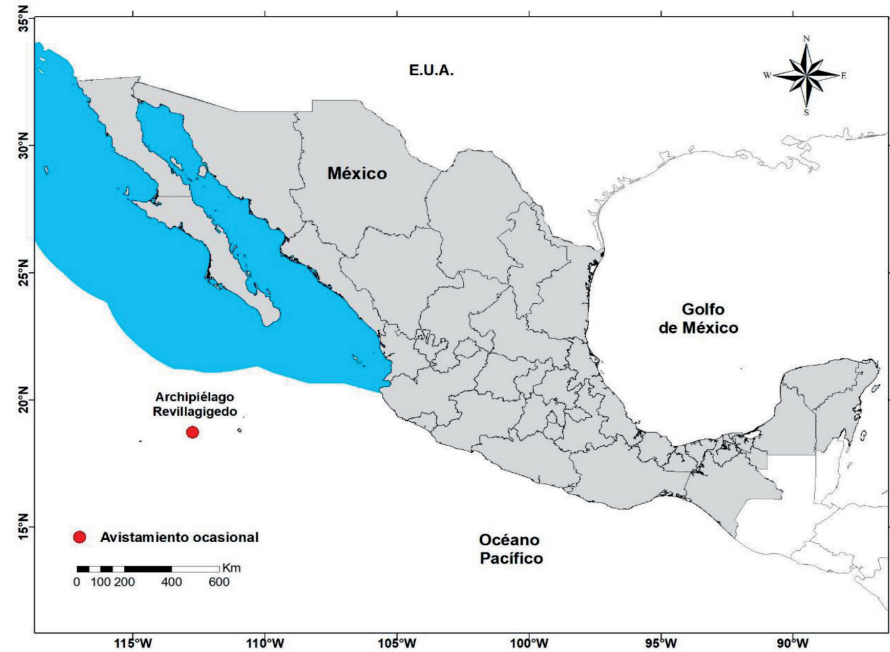 35°N
30°N
25°N
20°N
15°N
E.U.A.
N
W
E
S
México
Golfo
de México
Archipiélago
Revillagigedo
Avistamiento ocasional
Km
0 100 200 400 600
Océano
Pacífico
115°W 110°W 105°W 100°W 95°W 90°W